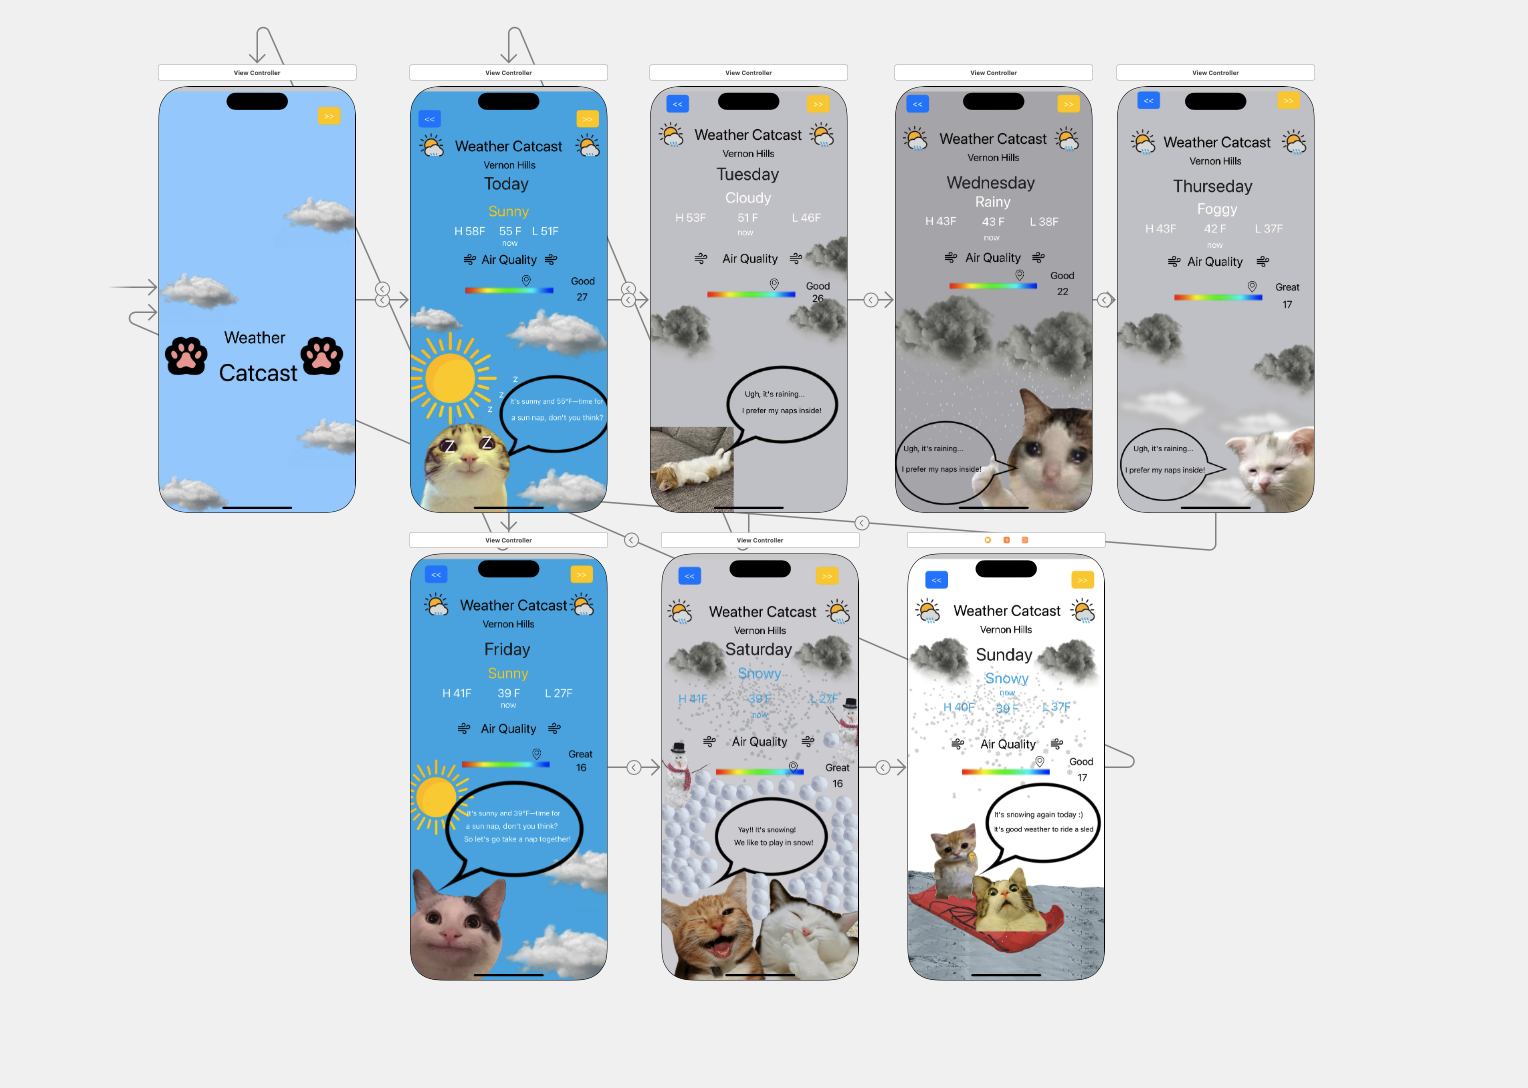 View Controller
>>
Weather
Catcast
View Controller
<<
>>
Weather Catcast
Vernon Hills
Today
Sunny
H 58F 55 F L 51F
now
Air Quality
Good
27
z
z
z
Z Z
It's sunny and 55°F—time for
a sun nap, don't you think?
View Controller
<<
>>
Weather Catcast
Vernon Hills
Tuesday
Cloudy
H 53F 51 F L 46F
now
Air Quality
Good
26
Ugh, it's raining...
I prefer my naps inside!
View Controller
<<
>>
Weather Catcast
Vernon Hills
Wednesday
Rainy
H 43F 43 F L 38F
now
Air Quality
Good
22
Ugh, it's raining...
I prefer my naps inside!
View Controller
<<
>>
Weather Catcast
Vernon Hills
Thurseday
Foggy
H 43F 42 F L 37F
now
Air Quality
Great
17
Ugh, it's raining...
I prefer my naps inside!
View Controller
<<
>>
Weather Catcast
Vernon Hills
Friday
Sunny
H 41F 39 F L 27F
now
Air Quality
Great
16
It's sunny and 39°F—time for
a sun nap, don't you think?
So let's go take a nap together!
View Controller
<<
>>
Weather Catcast
Vernon Hills
Saturday
Snowy
H 41F 39 F L 27F
now
Air Quality
Great
16
Yay!! It's snowing!
We like to play in snow!
<<
>>
Weather Catcast
Vernon Hills
Sunday
Snowy
now
H 40F 39 F L 37F
Air Quality
Good
17
It's snowing again today :)
It's good weather to ride a sled